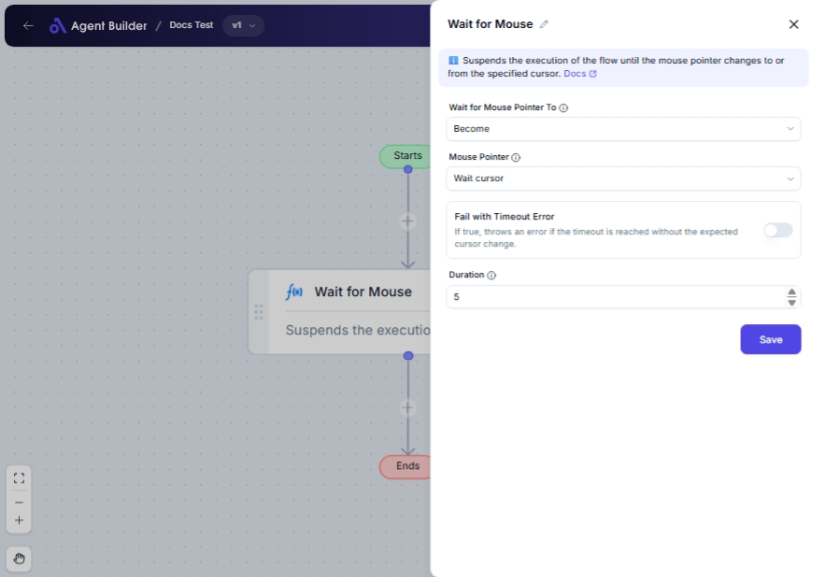 Agent Builder / Docs Test v1
Starts
f(x) Wait for Mouse
Suspends the executio
Ends
Wait for Mouse
Suspends the execution of the flow until the mouse pointer changes to or
from the specified cursor. Docs
Wait for Mouse Pointer To
Become
Mouse Pointer
Wait cursor
Fail with Timeout Error
If true, throws an error if the timeout is reached without the expected
cursor change.
Duration
5
Save